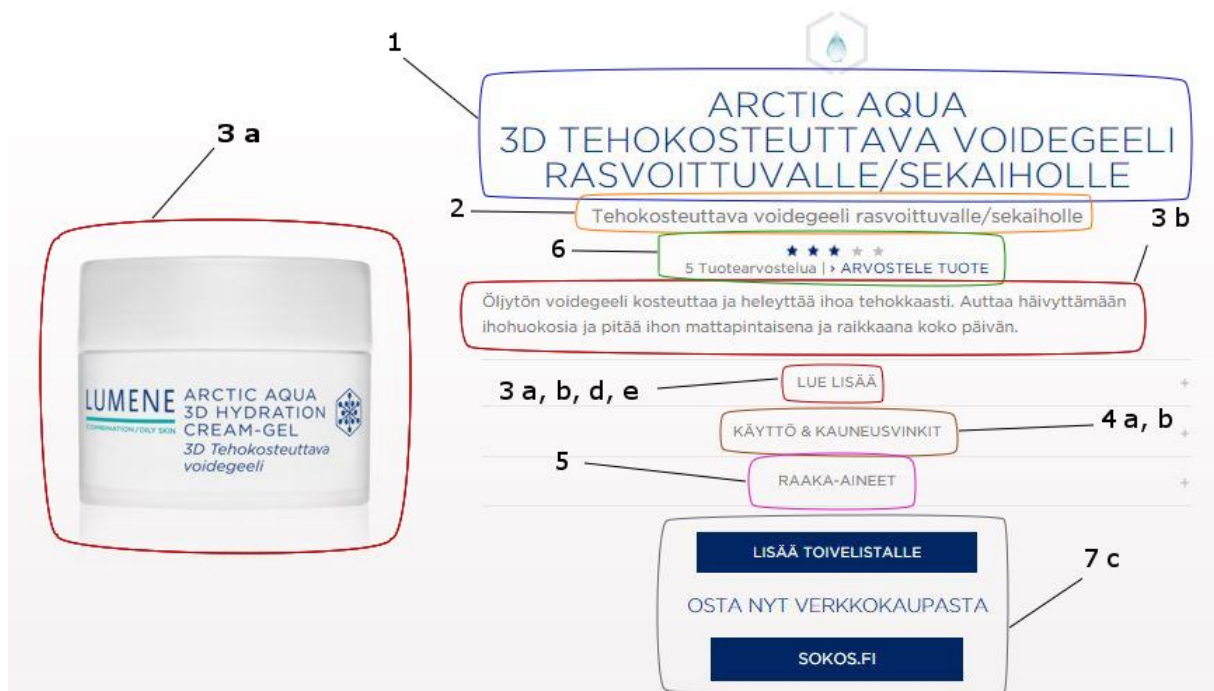 1
ARCTIC AQUA
3D TEHOKOSTEUTTAVA VOIDEGEELI
RASVOITTUVALLE/SEKAIHOLLE
3 a
2
Tehokosteuttava voidegeeli rasvoittuvalle/sekaiholle
3 b
6
5 Tuotearvostelua | › ARVOSTELE TUOTE
Öljytön voidegeeli kosteuttaa ja heleyttää ihoa tehokkaasti. Auttaa häivyttämään
ihohuokosia ja pitää ihon mattapintaisena ja raikkaana koko päivän.
3 a, b, d, e
LUE LISÄÄ
+
KÄYTTÖ & KAUNEUSVINKIT
4 a, b
+
5
RAAKA-AINEET
+
LUMENE
COMBINATION/OILY SKIN
ARCTIC AQUA
3D HYDRATION
CREAM-GEL
3D Tehokosteuttava
voidegeeli
LISÄÄ TOIVELISTALLE
7 c
OSTA NYT VERKKOKAUPASTA
SOKOS.FI